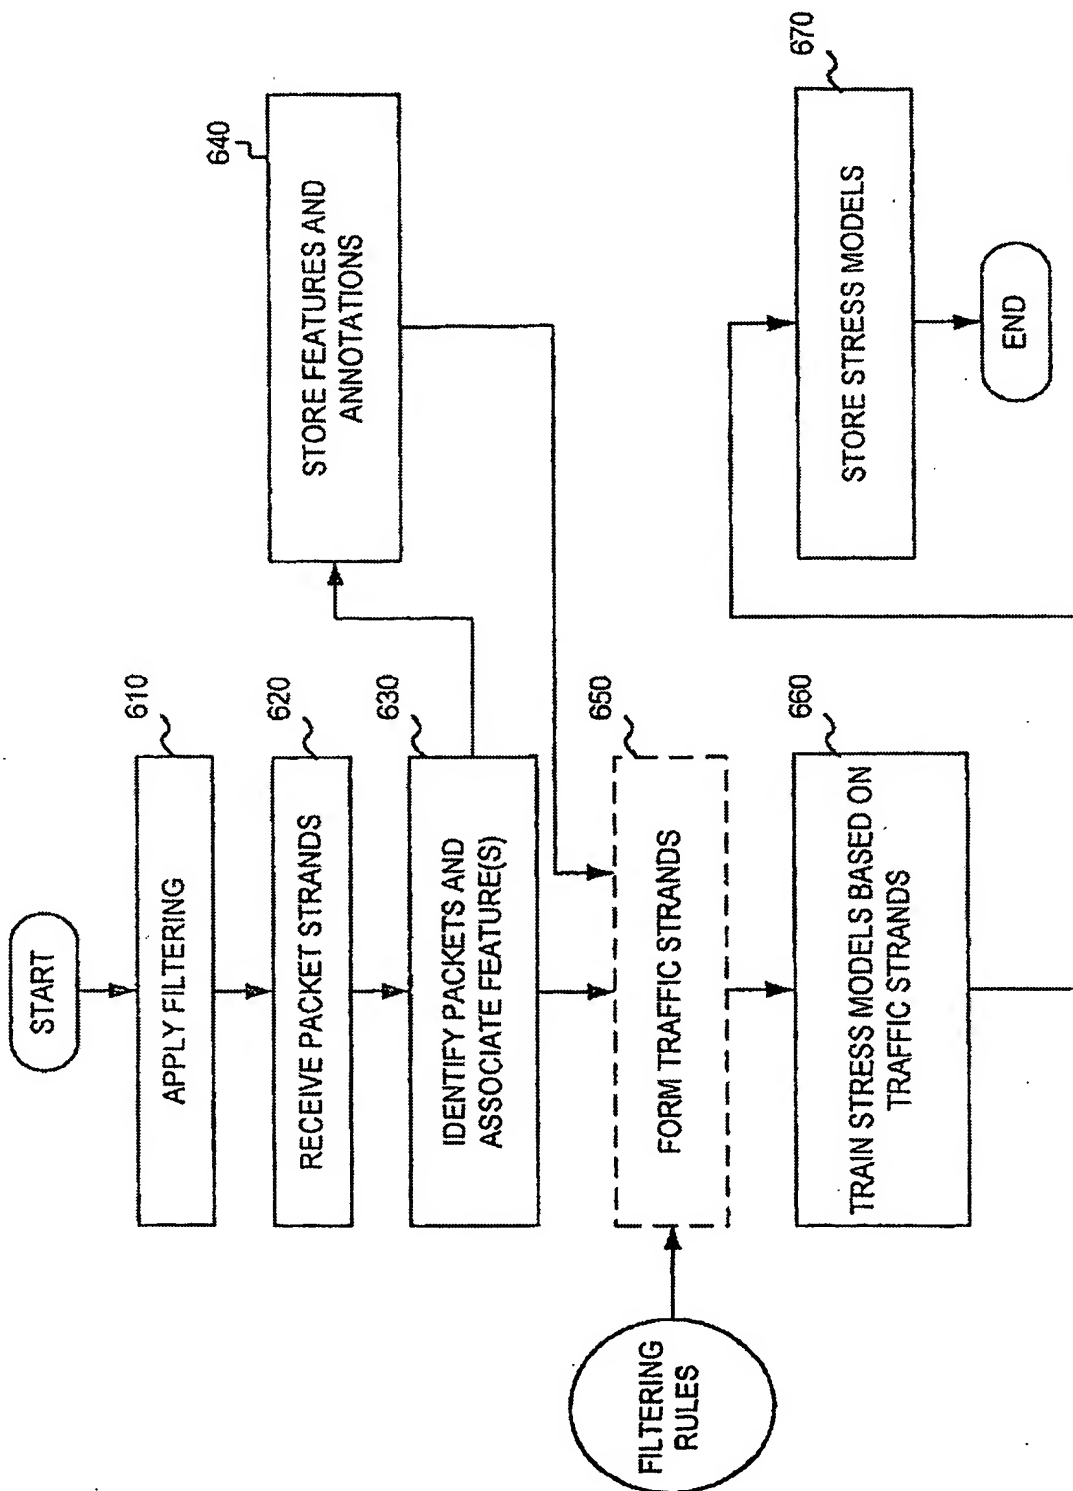 START
APPLY FILTERING
610
RECEIVE PACKET STRANDS
620
IDENTIFY PACKETS AND
ASSOCIATE FEATURE(S)
630
STORE FEATURES AND
ANNOTATIONS
640
FILTERING
RULES
FORM TRAFFIC STRANDS
650
TRAIN STRESS MODELS BASED ON
TRAFFIC STRANDS
660
STORE STRESS MODELS
670
END